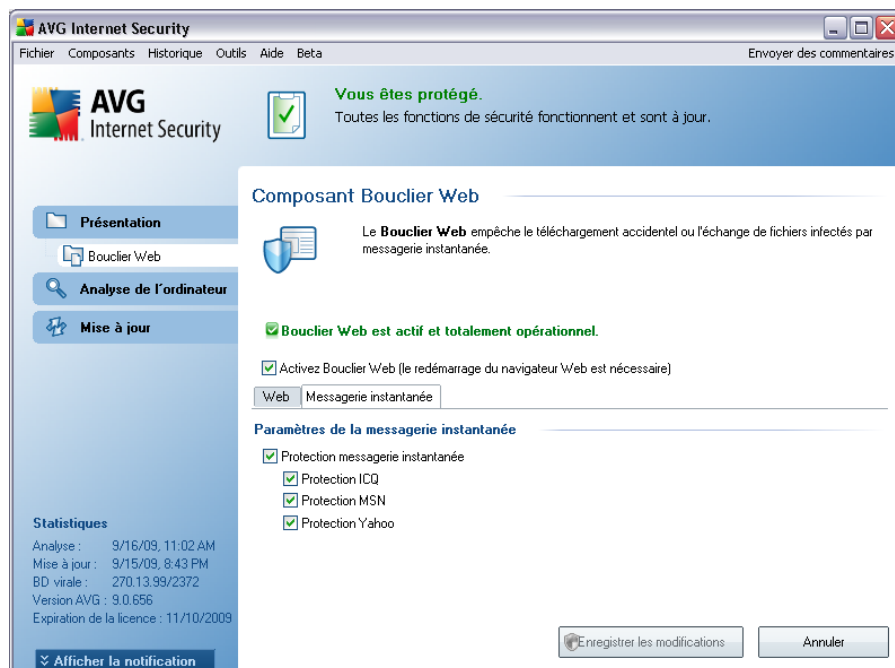 AVG Internet Security
Fichier Composants Historique Outils Aide Beta Envoyer des commentaires
AVG
Internet Security
Vous êtes protégé.
Toutes les fonctions de sécurité fonctionnent et sont à jour.
Présentation
Bouclier Web
Analyse de l'ordinateur
Mise à jour
Composant Bouclier Web
Le Bouclier Web empêche le téléchargement accidentel ou l'échange de fichiers infectés par
messagerie instantanée.
Bouclier Web est actif et totalement opérationnel.
Activez Bouclier Web (le redémarrage du navigateur Web est nécessaire)
Web Messagerie instantanée
Paramètres de la messagerie instantanée
Protection messagerie instantanée
Protection ICQ
Protection MSN
Protection Yahoo
Statistiques
Analyse : 9/16/09, 11:02 AM
Mise à jour : 9/15/09, 8:43 PM
BD virale : 270.13.99/2372
Version AVG : 9.0.656
Expiration de la licence : 11/10/2009
Afficher la notification
Enregistrer les modifications
Annuler